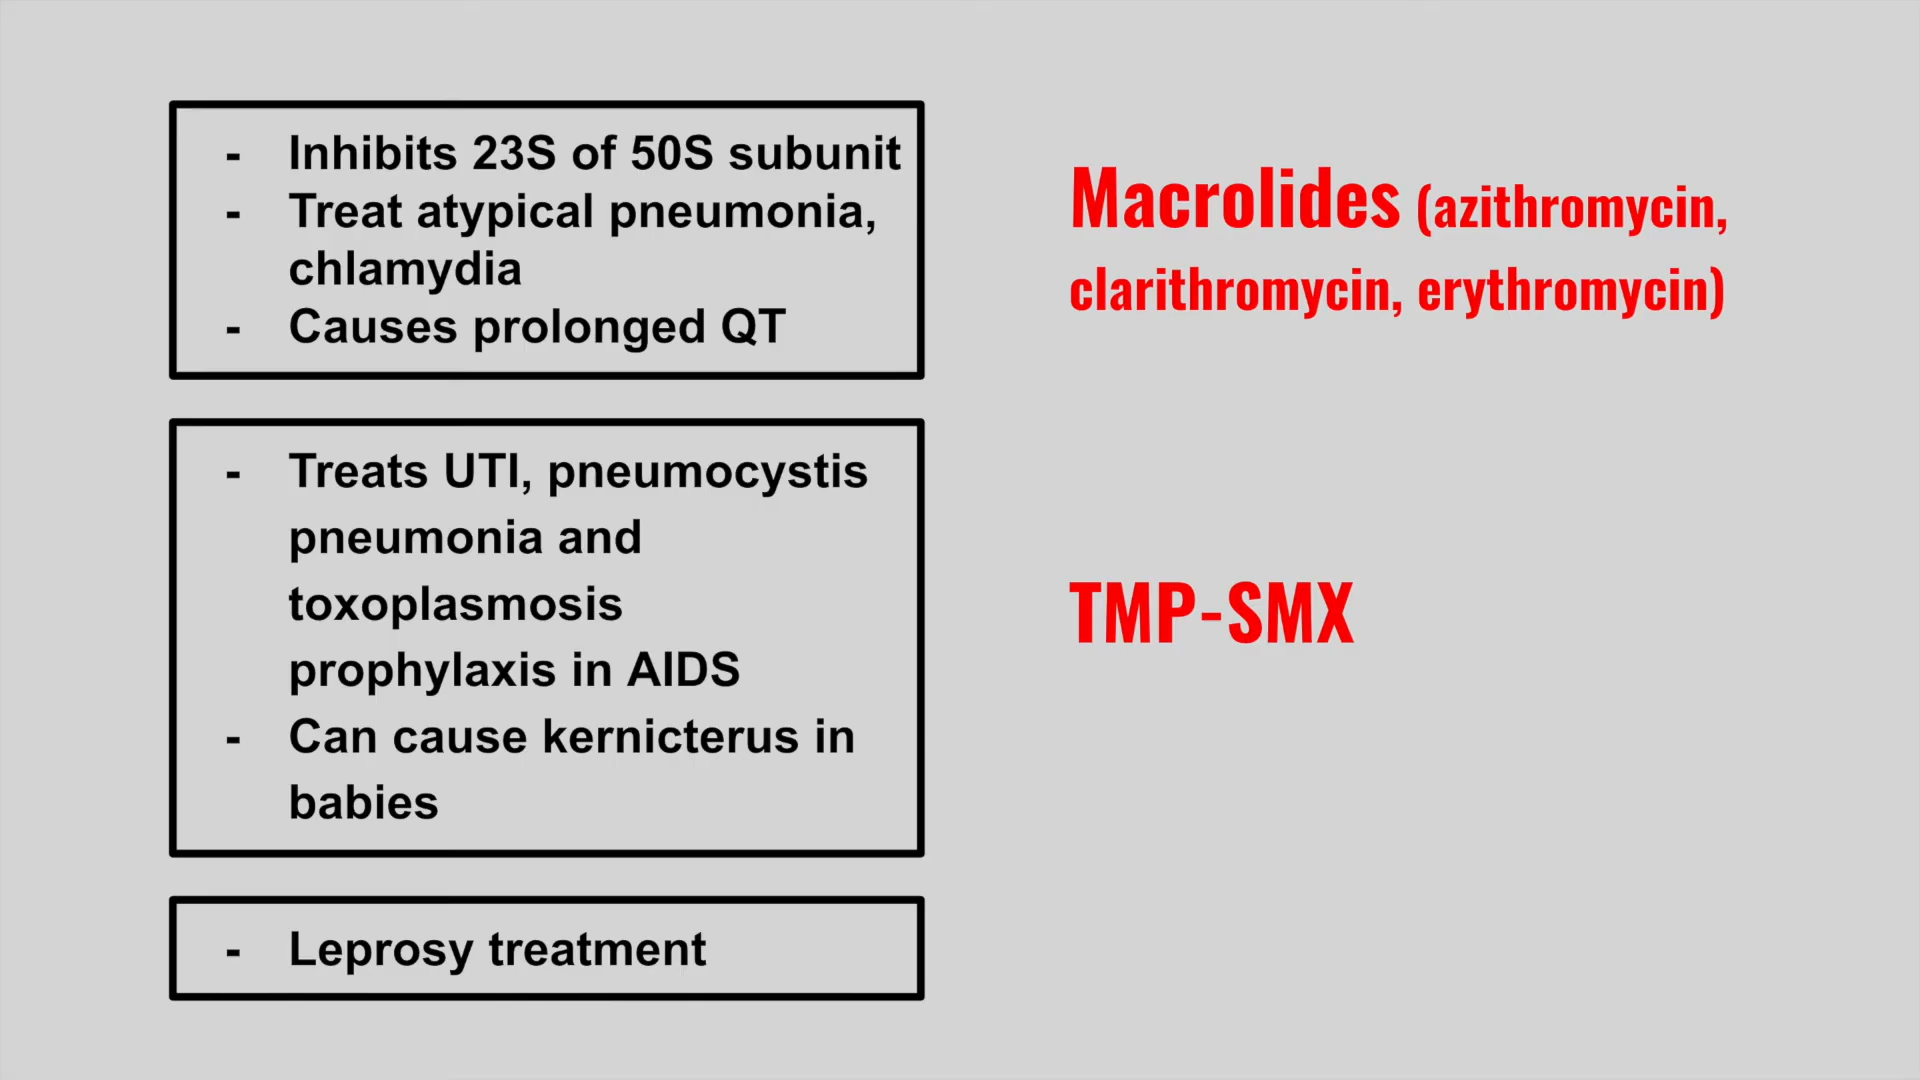 - Inhibits 23S of 50S subunit
- Treat atypical pneumonia,
chlamydia
- Causes prolonged QT
Macrolides (azithromycin,
clarithromycin, erythromycin)
- Treats UTI, pneumocystis
pneumonia and
toxoplasmosis
prophylaxis in AIDS
- Can cause kernicterus in
babies
TMP-SMX
- Leprosy treatment